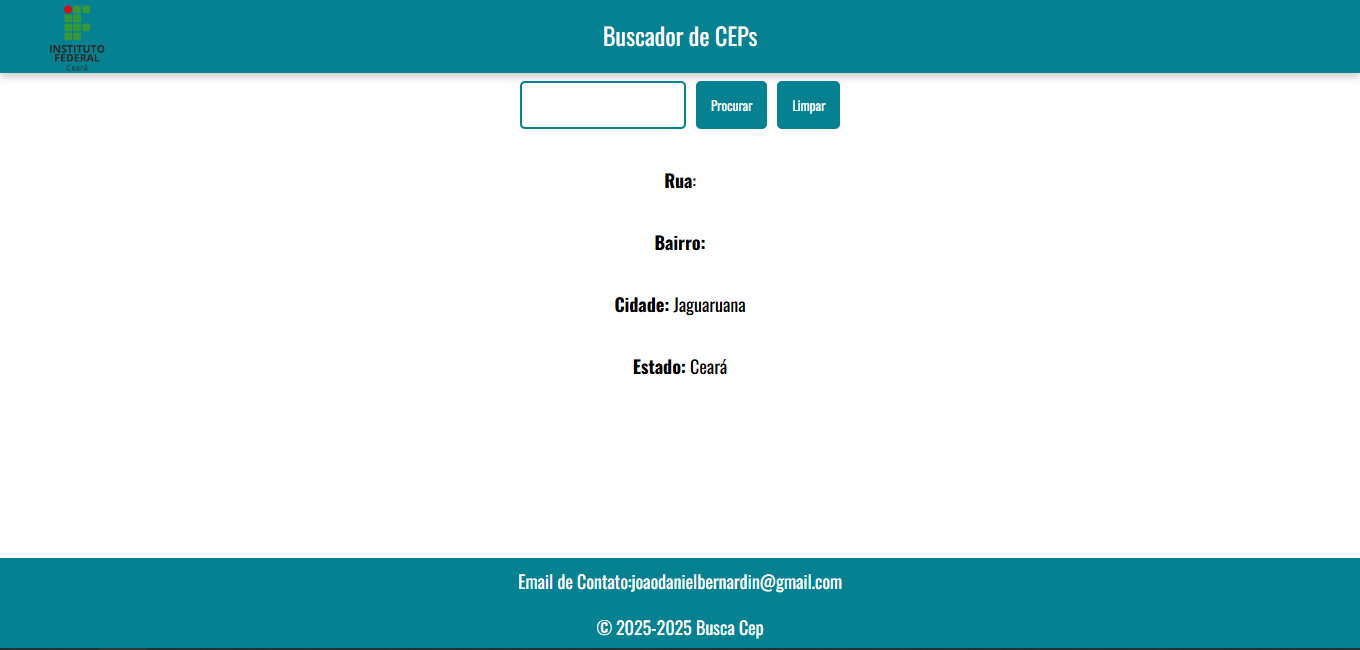 INSTITUTO
FEDERAL
Ceará
Buscador de CEPs
Procurar Limpar
Rua:
Bairro:
Cidade: Jaguaruana
Estado: Ceará
Email de Contato:joaodanielbernardin@gmail.com
© 2025-2025 Busca Cep